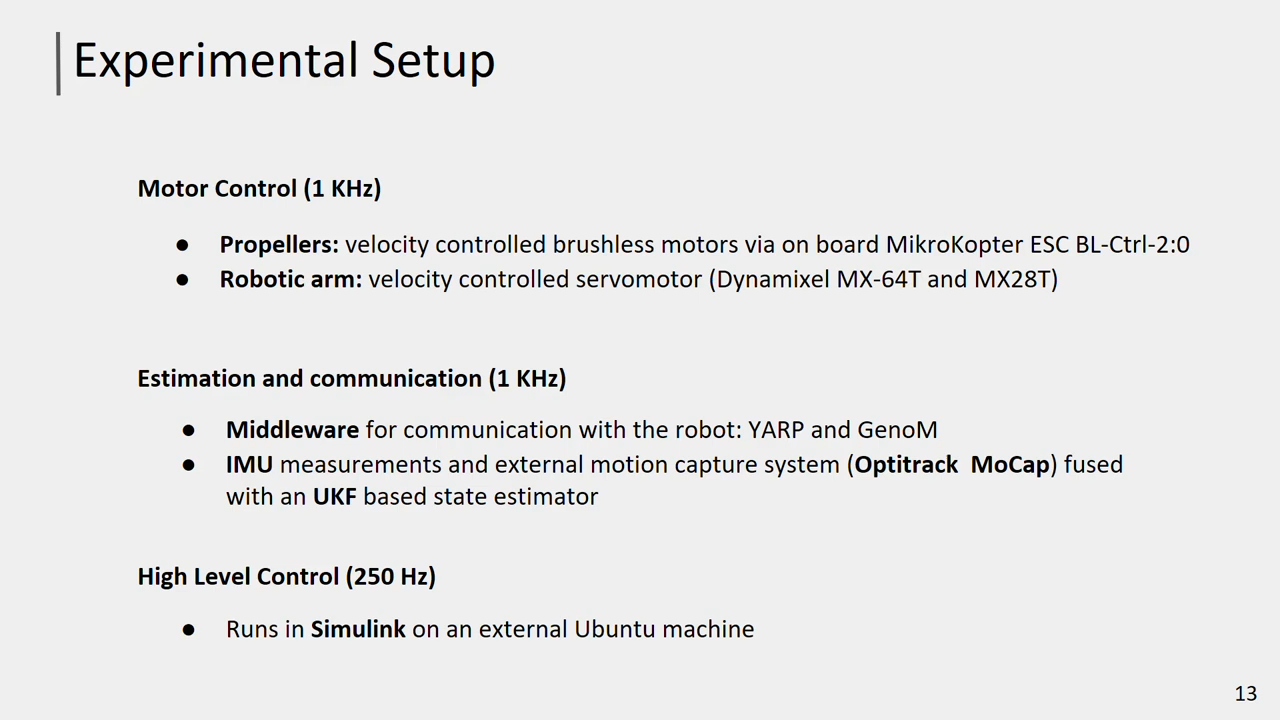 Experimental Setup
Motor Control (1 KHz)
● Propellers: velocity controlled brushless motors via on board MikroKopter ESC BL-Ctrl-2:0
● Robotic arm: velocity controlled servomotor (Dynamixel MX-64T and MX28T)
Estimation and communication (1 KHz)
● Middleware for communication with the robot: YARP and GenoM
● IMU measurements and external motion capture system (Optitrack MoCap) fused
with an UKF based state estimator
High Level Control (250 Hz)
● Runs in Simulink on an external Ubuntu machine
13